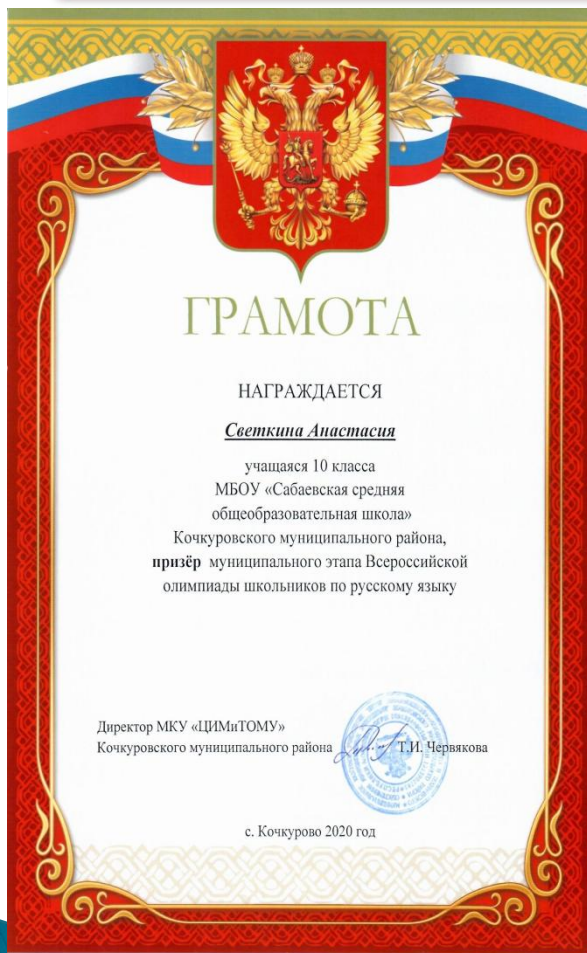 ГРАМОТА
НАГРАЖДАЕТСЯ
Светкина Анастасия
учащаяся 10 класса
МБОУ «Сабаевская средняя
общеобразовательная школа»
Кочкуровского муниципального района,
призёр муниципального этапа Всероссийской
олимпиады школьников по русскому языку
Директор МКУ «ЦИМиТОМУ»
Кочкуровского муниципального района Т.И. Червякова
с. Кочкурово 2020 год